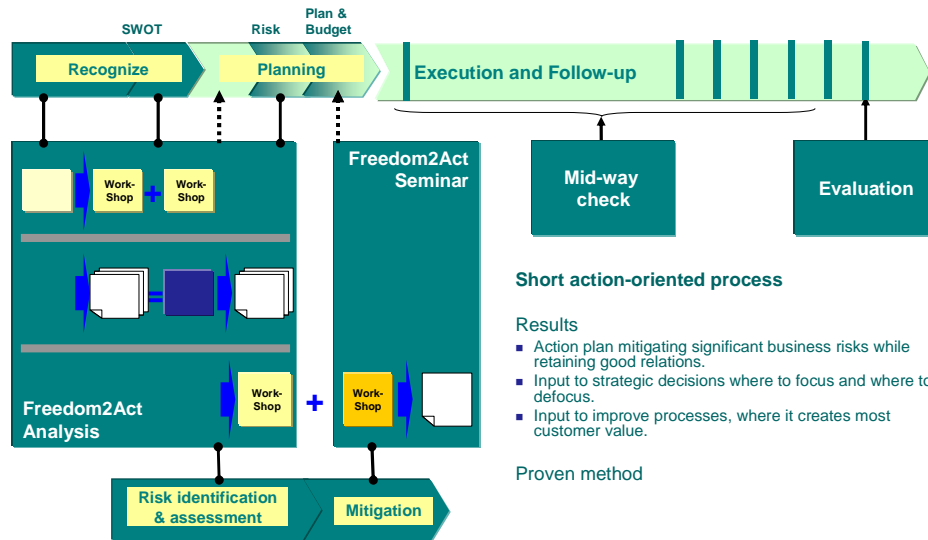 Plan &
SWOT Risk Budget
Recognize
Planning
Execution and Follow-up
Freedom2Act
Seminar
Mid-way
check
Evaluation
Work-
Shop
+
Work-
Shop
=
Short action-oriented process
Results
Action plan mitigating significant business risks while
retaining good relations.
Input to strategic decisions where to focus and where to
defocus.
Input to improve processes, where it creates most
customer value.
Proven method
Work-
Shop
+
Work-
Shop
Freedom2Act
Analysis
Risk identification
& assessment
Mitigation